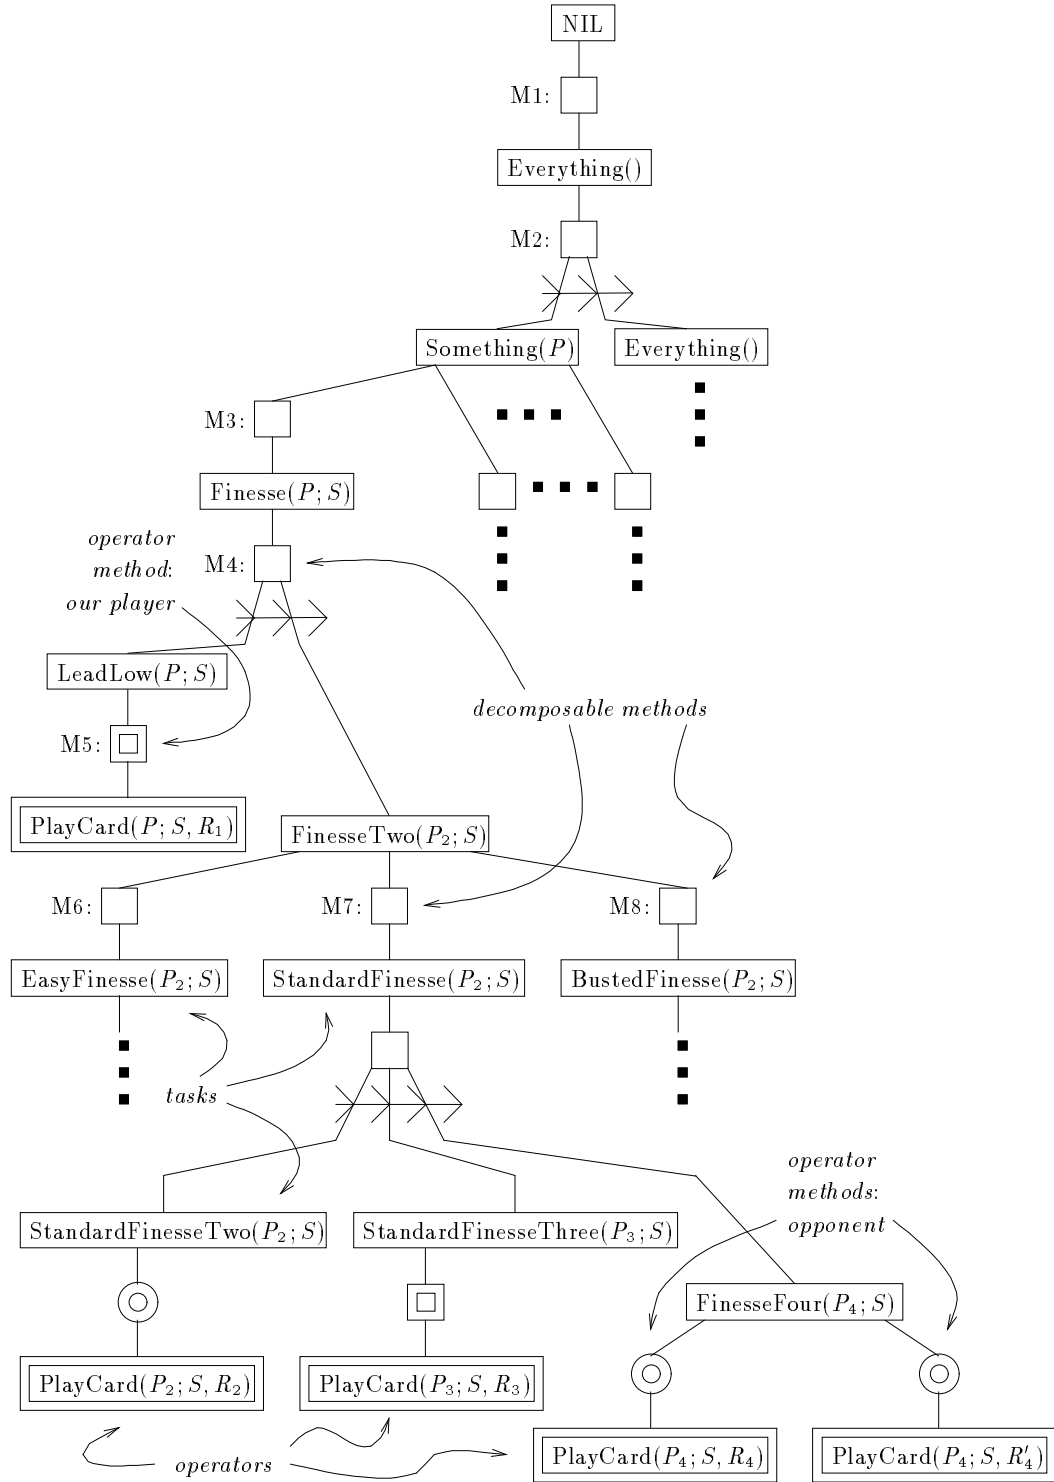 NIL
M1:
Everything()
M2:
Something(P)
Everything()
M3:
Finesse(P; S)
operator
method:
our player
M4:
LeadLow(P; S)
decomposable methods
M5:
PlayCard(P; S, R₁)
FinesseTwo(P₂; S)
M6:
M7:
M8:
EasyFinesse(P₂; S)
StandardFinesse(P₂; S)
BustedFinesse(P₂; S)
tasks
operator
methods:
opponent
StandardFinesseTwo(P₂; S)
StandardFinesseThree(P₃; S)
FinesseFour(P₄; S)
PlayCard(P₂; S, R₂)
PlayCard(P₃; S, R₃)
PlayCard(P₄; S, R₄)
PlayCard(P₄; S, R′₄)
operators